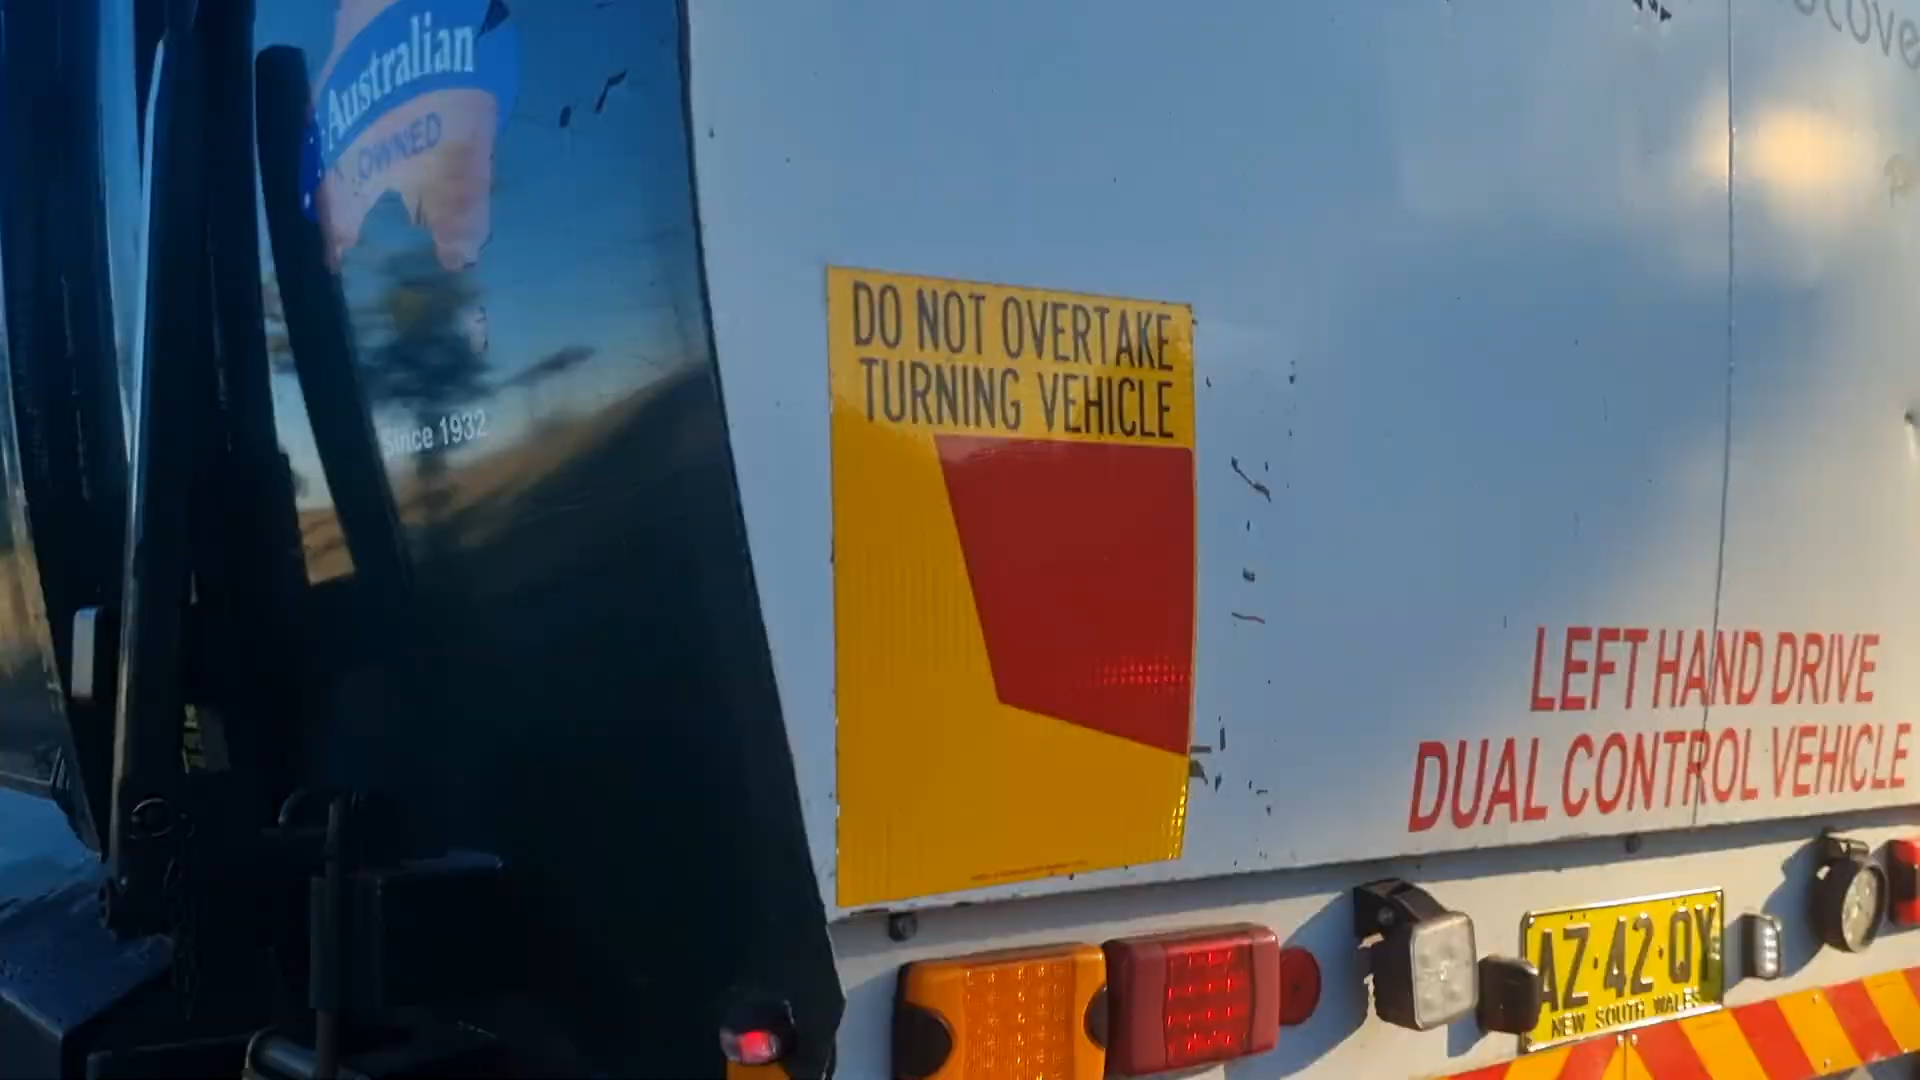 Australian
OWNED
Since 1932
DO NOT OVERTAKE
TURNING VEHICLE
LEFT HAND DRIVE
DUAL CONTROL VEHICLE
AZ·42·QY
NEW SOUTH WALES